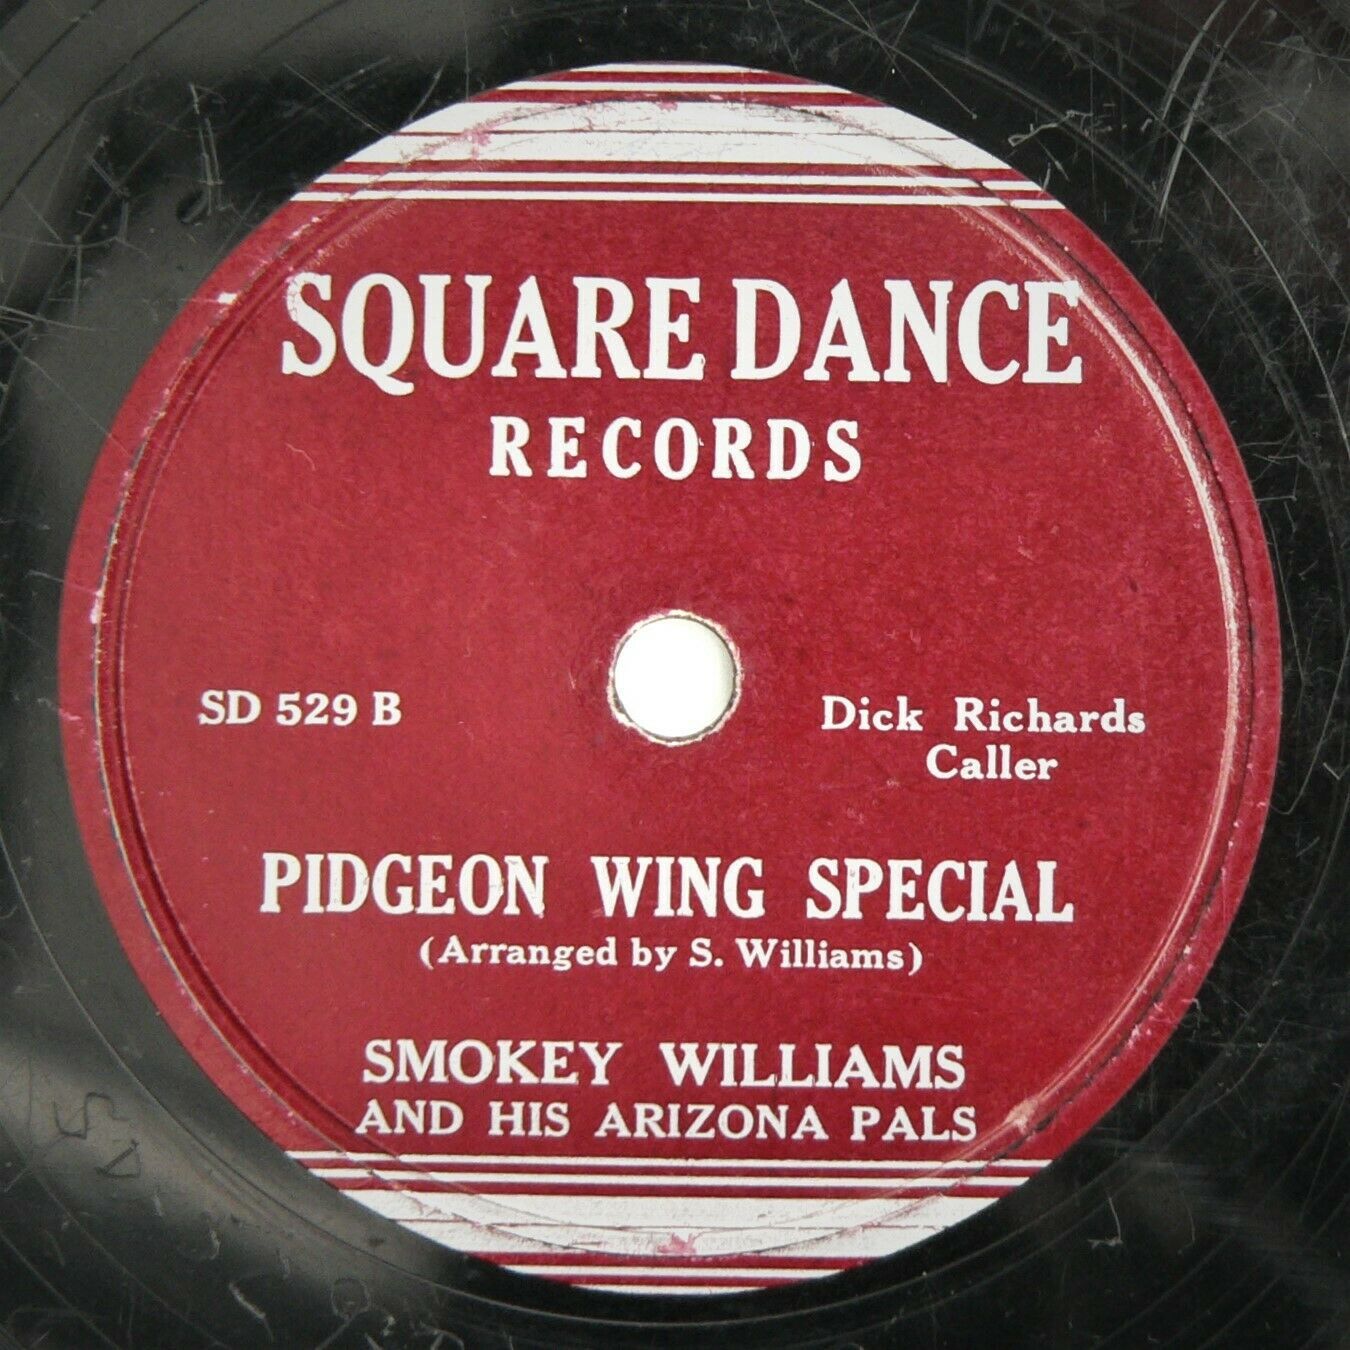 SQUARE DANCE
RECORDS
SD 529 B
Dick Richards
Caller
PIDGEON WING SPECIAL
(Arranged by S. Williams)
SMOKEY WILLIAMS
AND HIS ARIZONA PALS